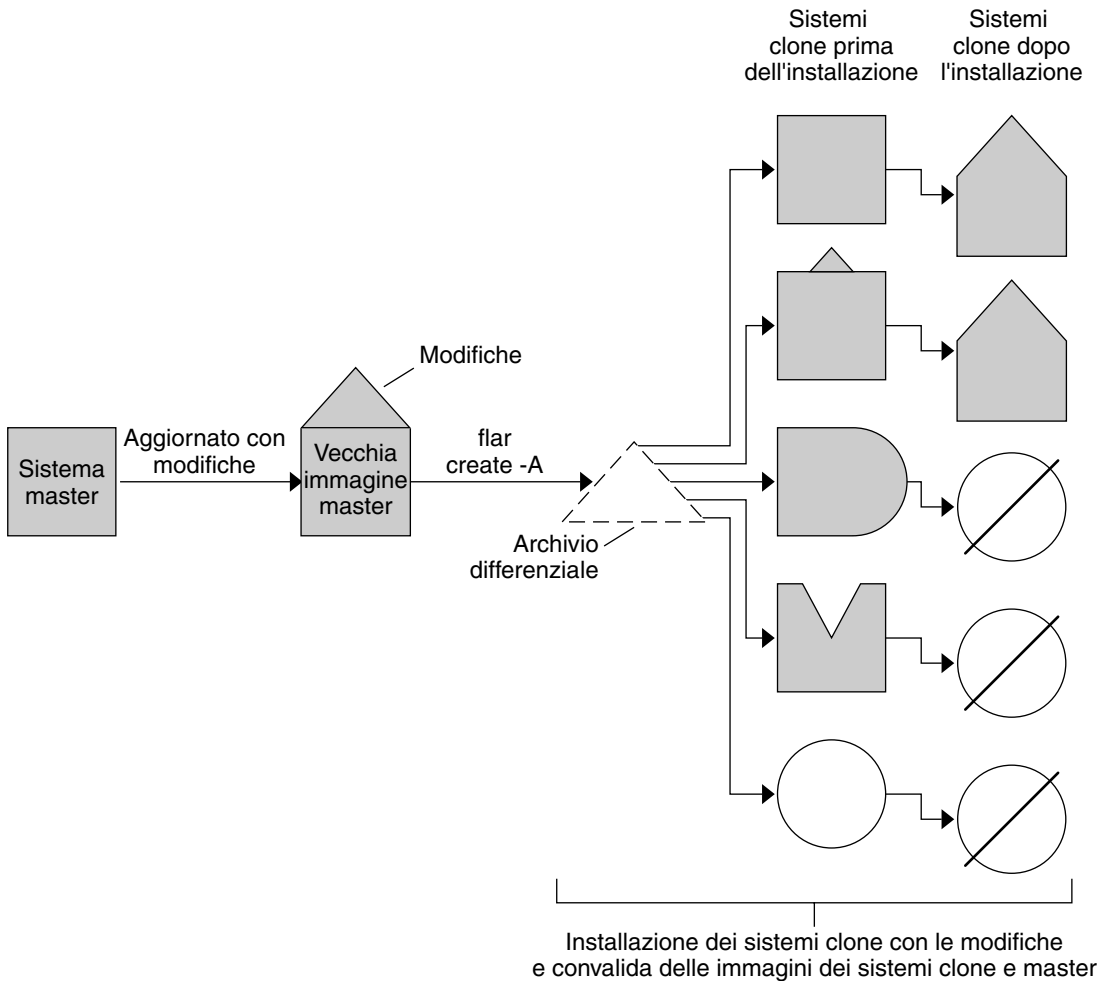 Sistemi
clone prima
dell'installazione
Sistemi
clone dopo
l'installazione
Modifiche
Sistema
master
Aggiornato con
modifiche
Vecchia
immagine
master
flar
create -A
Archivio
differenziale
Installazione dei sistemi clone con le modifiche
e convalida delle immagini dei sistemi clone e master